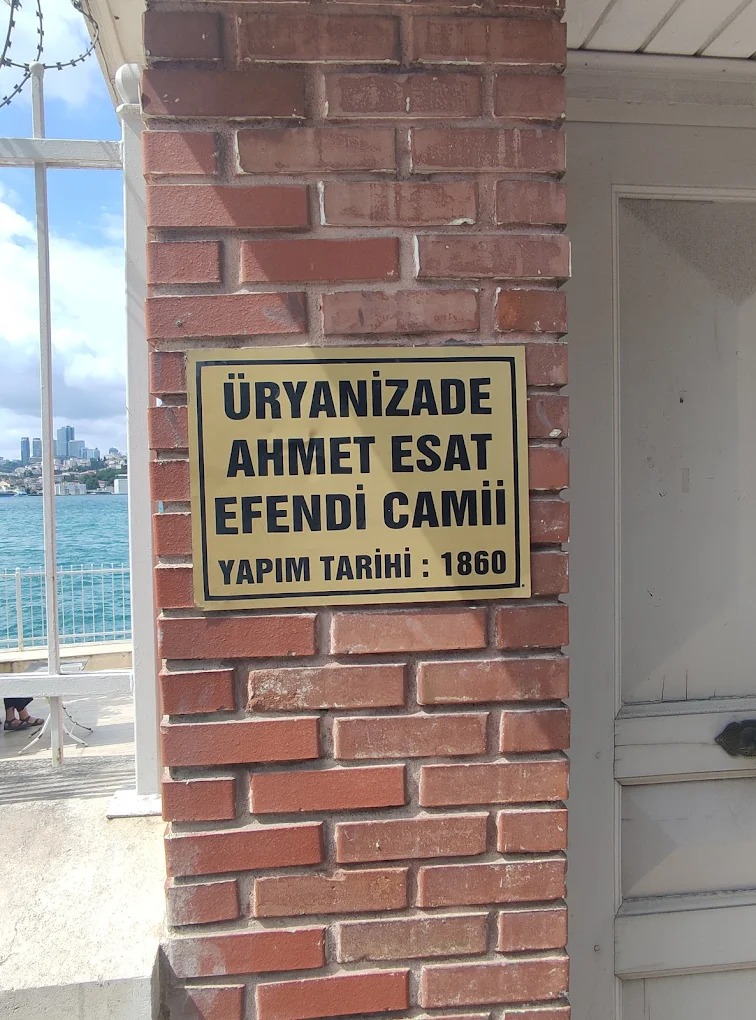 ÜRYANİZADE
AHMET ESAT
EFENDİ CAMİİ
YAPIM TARİHİ : 1860